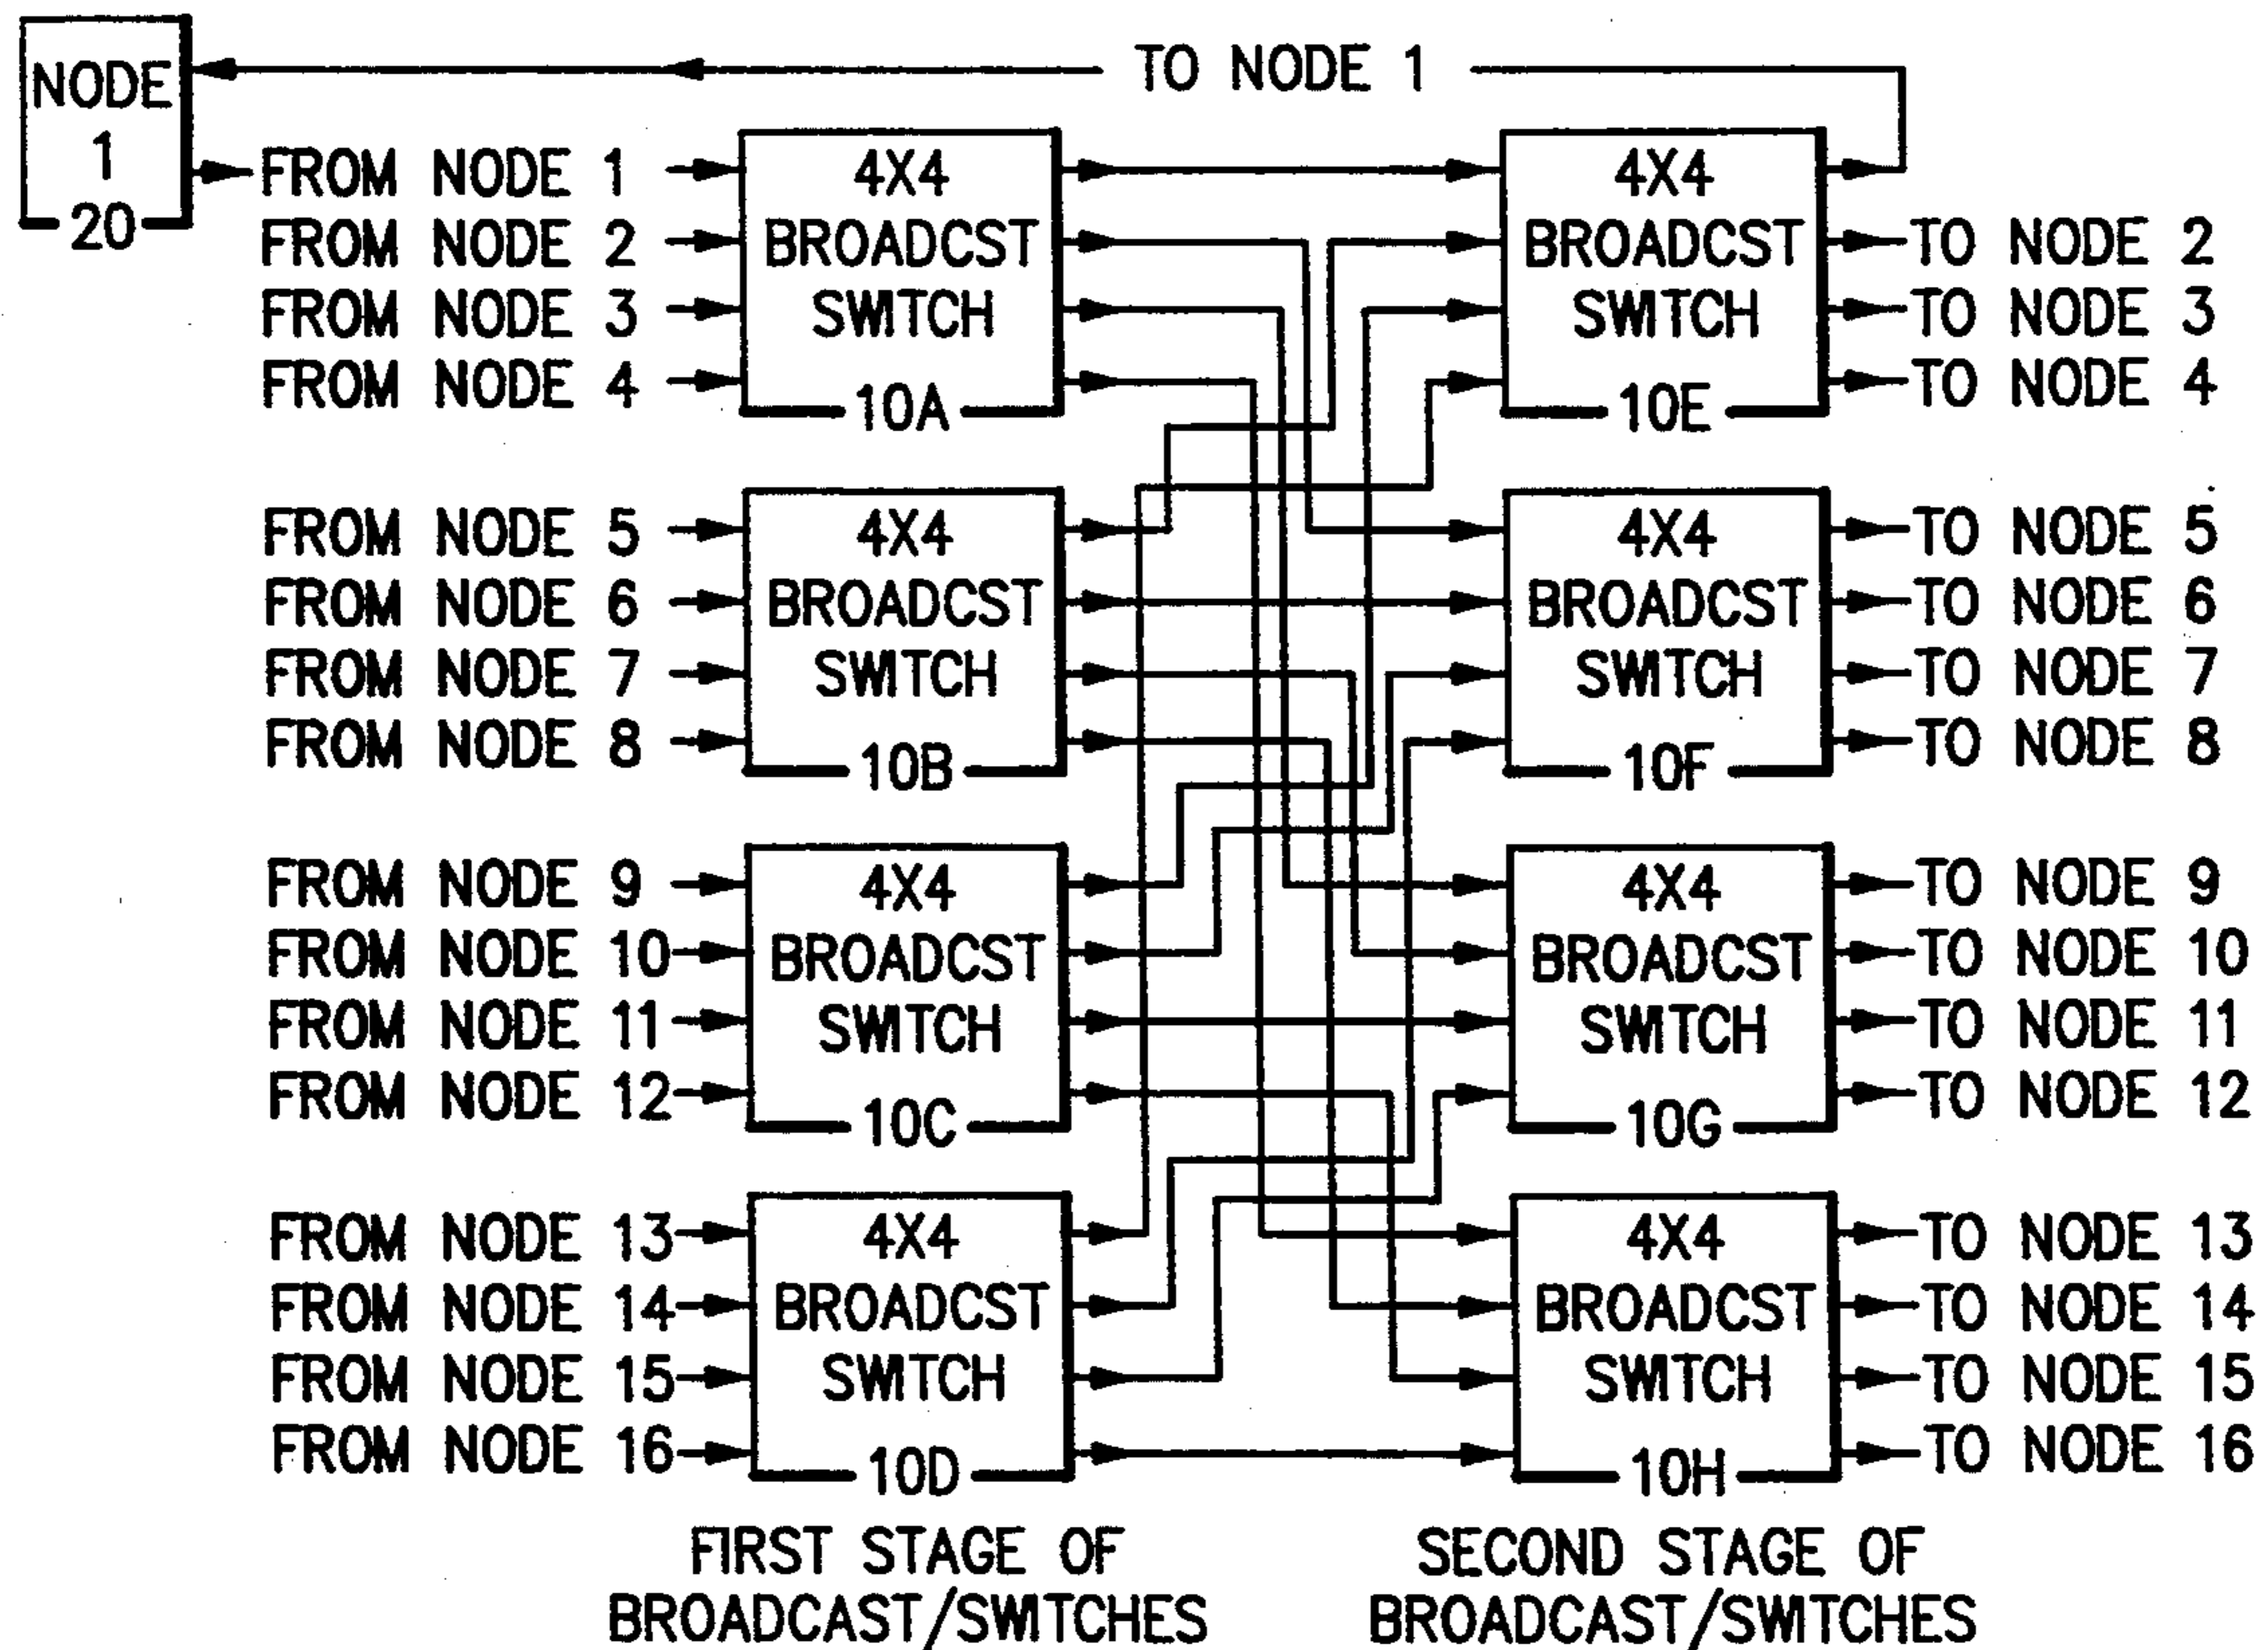 NODE
1
20
TO NODE 1
FROM NODE 1
FROM NODE 2
FROM NODE 3
FROM NODE 4
4X4
BROADCST
SWITCH
10A
4X4
BROADCST
SWITCH
10E
TO NODE 2
TO NODE 3
TO NODE 4
FROM NODE 5
FROM NODE 6
FROM NODE 7
FROM NODE 8
4X4
BROADCST
SWITCH
10B
4X4
BROADCST
SWITCH
10F
TO NODE 5
TO NODE 6
TO NODE 7
TO NODE 8
FROM NODE 9
FROM NODE 10
FROM NODE 11
FROM NODE 12
4X4
BROADCST
SWITCH
10C
4X4
BROADCST
SWITCH
10G
TO NODE 9
TO NODE 10
TO NODE 11
TO NODE 12
FROM NODE 13
FROM NODE 14
FROM NODE 15
FROM NODE 16
4X4
BROADCST
SWITCH
10D
4X4
BROADCST
SWITCH
10H
TO NODE 13
TO NODE 14
TO NODE 15
TO NODE 16
FIRST STAGE OF
BROADCAST/SWITCHES
SECOND STAGE OF
BROADCAST/SWITCHES